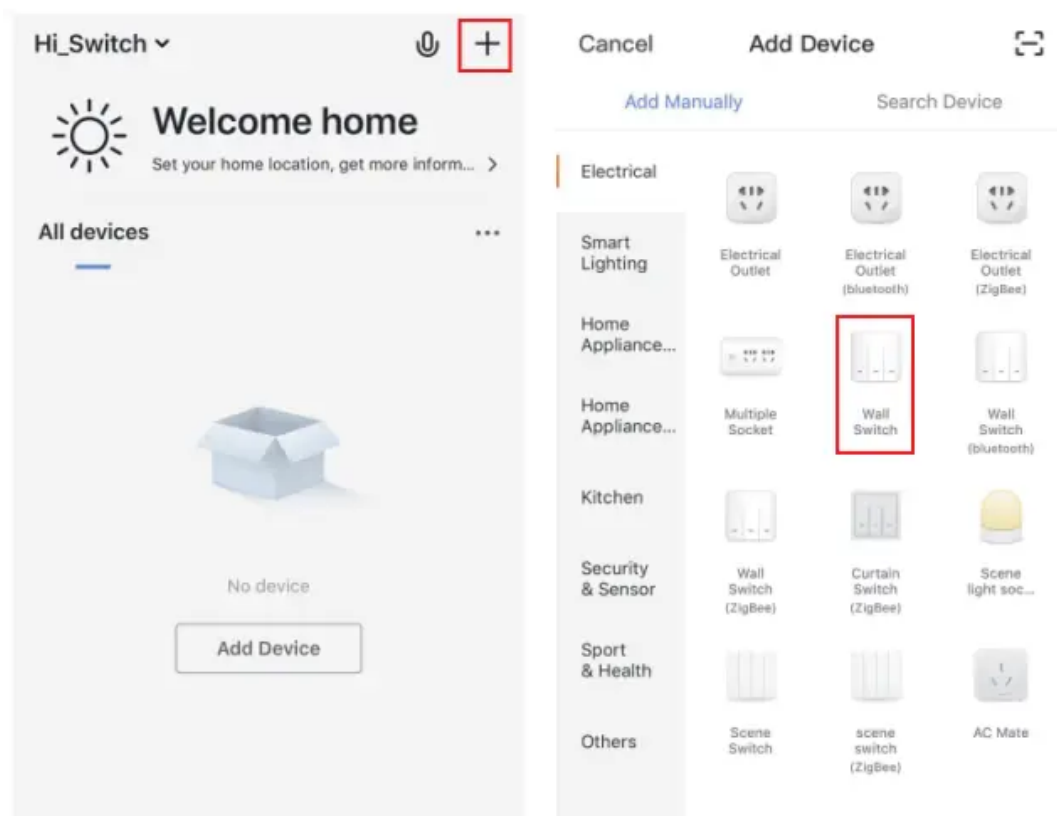 Hi_Switch
Welcome home
Set your home location, get more inform...
All devices
No device
Add Device
Cancel
Add Device
Add Manually
Search Device
Electrical
Smart
Lighting
Home
Appliance...
Home
Appliance...
Kitchen
Security
& Sensor
Sport
& Health
Others
Electrical
Outlet
Electrical
Outlet
(bluetooth)
Electrical
Outlet
(ZigBee)
Multiple
Socket
Wall
Switch
Wall
Switch
(bluetooth)
Wall
Switch
(ZigBee)
Curtain
Switch
(ZigBee)
Scene
light soc...
Scene
Switch
scene
switch
(ZigBee)
AC Mate